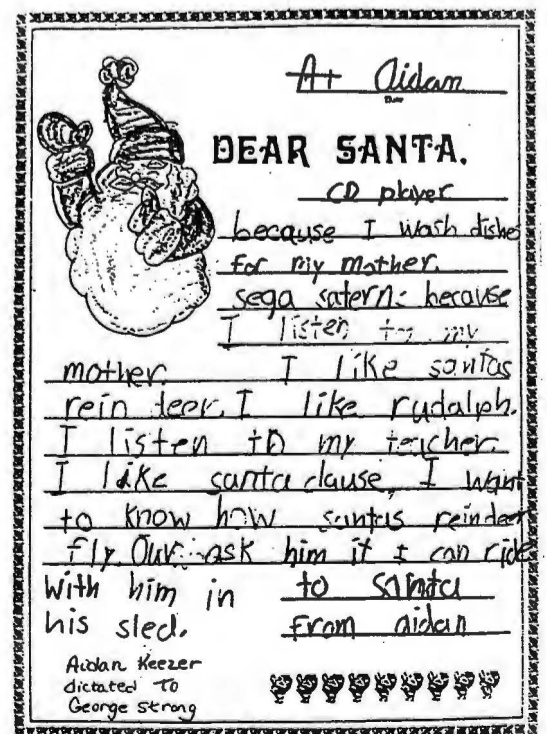 A+ Aidan
DEAR SANTA.
CD player
because I wash dishe
for my mother.
sega satern: because
I listen to my
mother. I like santas
rein teer. I like rudalph.
I listen to my teacher.
I like santa clause, I want
to know how santas reindeer
fly. ask him if I can ride
With him in
his sled.
to santa
from aidan
Aidan Keezer
dictated To
George Strong